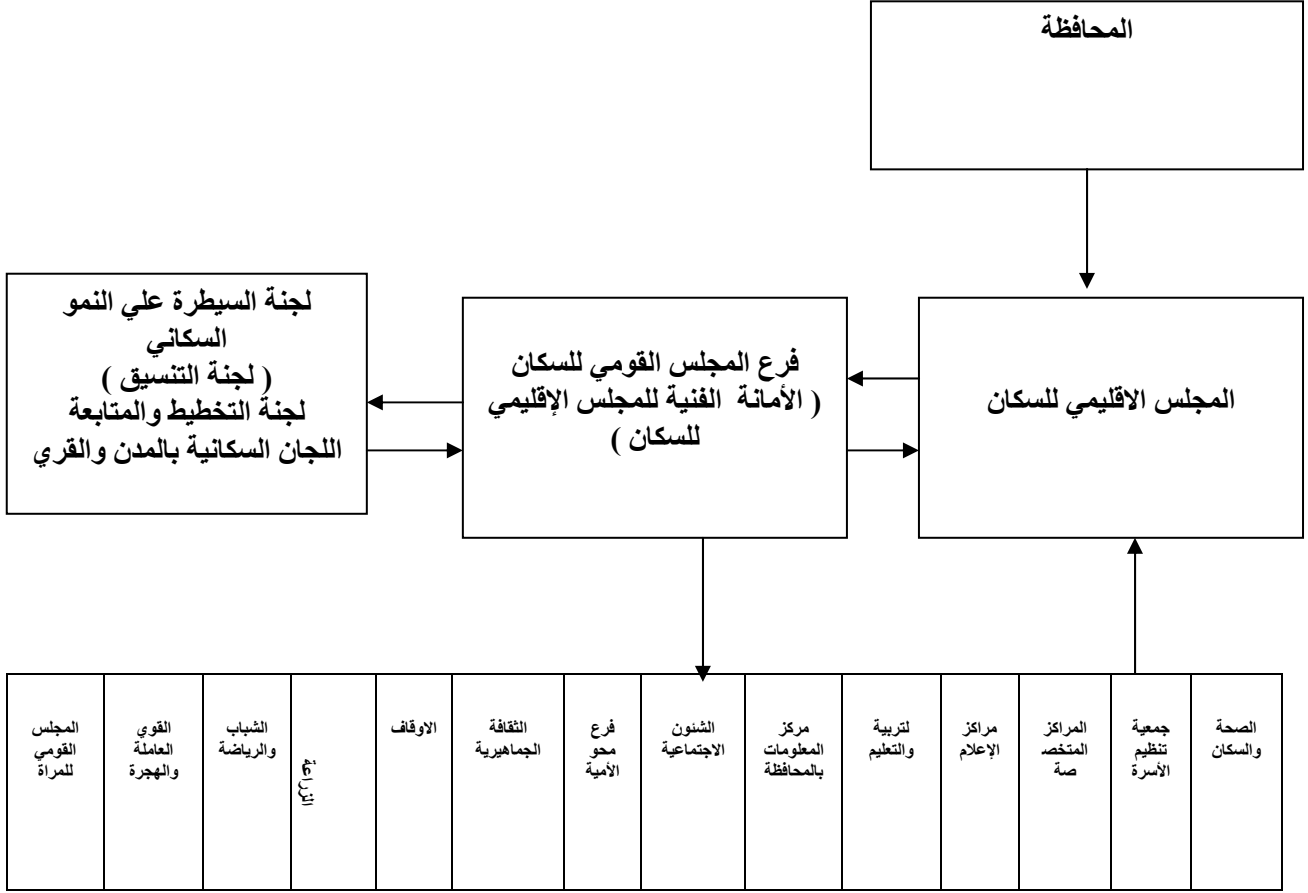 المحافظة
المجلس الاقليمي للسكان
فرع المجلس القومي للسكان
( الأمانة الفنية للمجلس الإقليمي
للسكان )
لجنة السيطرة علي النمو
السكاني
( لجنة التنسيق )
لجنة التخطيط والمتابعة
اللجان السكانية بالمدن والقري
الصحة
والسكان
جمعية
تنظيم
الأسرة
المراكز
المتخص
صة
مراكز
الإعلام
لتربية
والتعليم
مركز
المعلومات
بالمحافظة
الشئون
الاجتماعية
فرع
محو
الأمية
الثقافة
الجماهيرية
الاوقاف
الزراعة
الشباب
والرياضة
القوي
العاملة
والهجرة
المجلس
القومي
للمراة